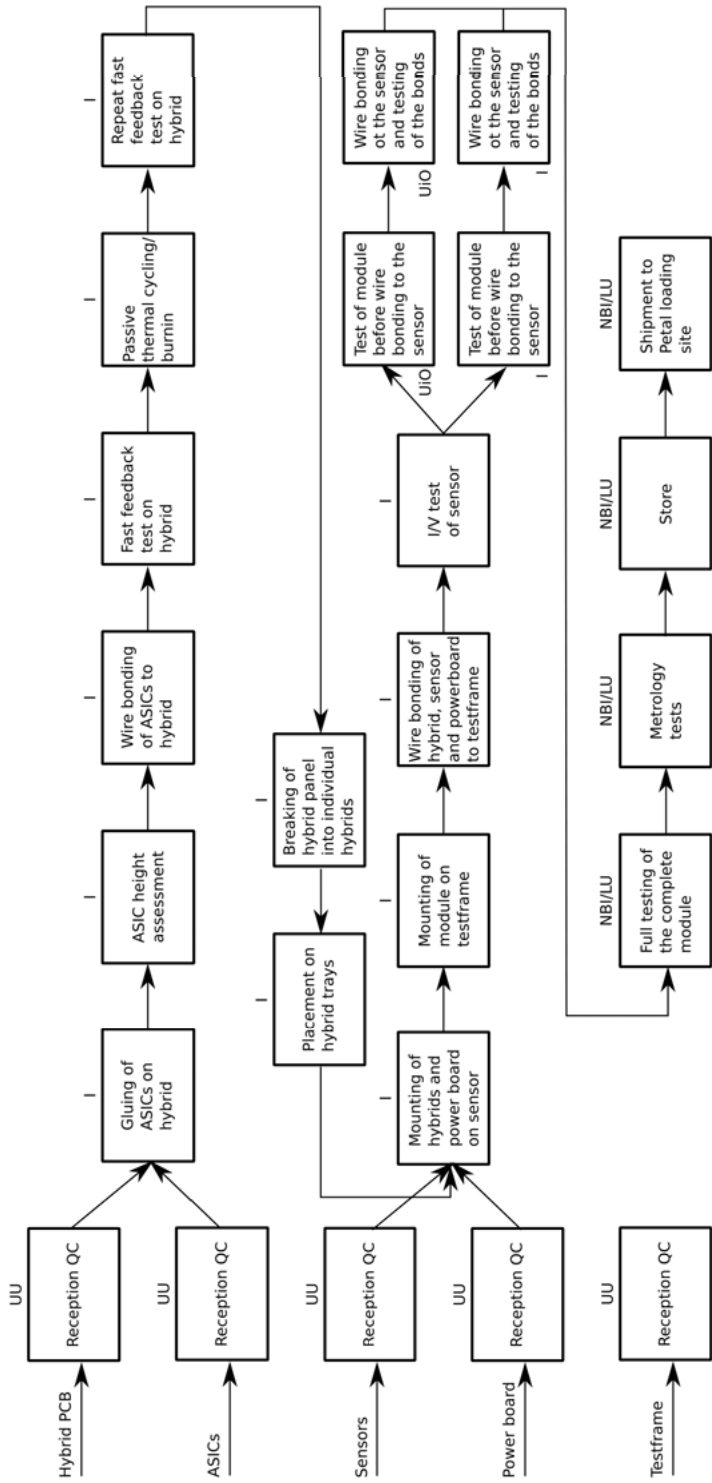 Hybrid PCB
UU
Reception QC
ASICs
UU
Reception QC
I
Gluing of
ASICs on
hybrid
I
ASIC height
assessment
I
Wire bonding
of ASICs to
hybrid
I
Fast feedback
test on
hybrid
I
Passive
thermal cycling/
burnin
I
Repeat fast
feedback
test on
hybrid
I
Breaking of
hybrid panel
into individual
hybrids
I
Placement on
hybrid trays
Sensors
UU
Reception QC
Power board
UU
Reception QC
I
Mounting of
hybrids and
power board
on sensor
I
Mounting of
module on
testframe
I
Wire bonding of
hybrid, sensor
and powerboard
to testframe
I
I/V test
of sensor
Test of module
before wire
bonding to the
sensor
UiO
Wire bonding
ot the sensor
and testing
of the bonds
UiO
Test of module
before wire
bonding to the
sensor
I
Wire bonding
ot the sensor
and testing
of the bonds
I
Testframe
UU
Reception QC
NBI/LU
Full testing of
the complete
module
NBI/LU
Metrology
tests
NBI/LU
Store
NBI/LU
Shipment to
Petal loading
site